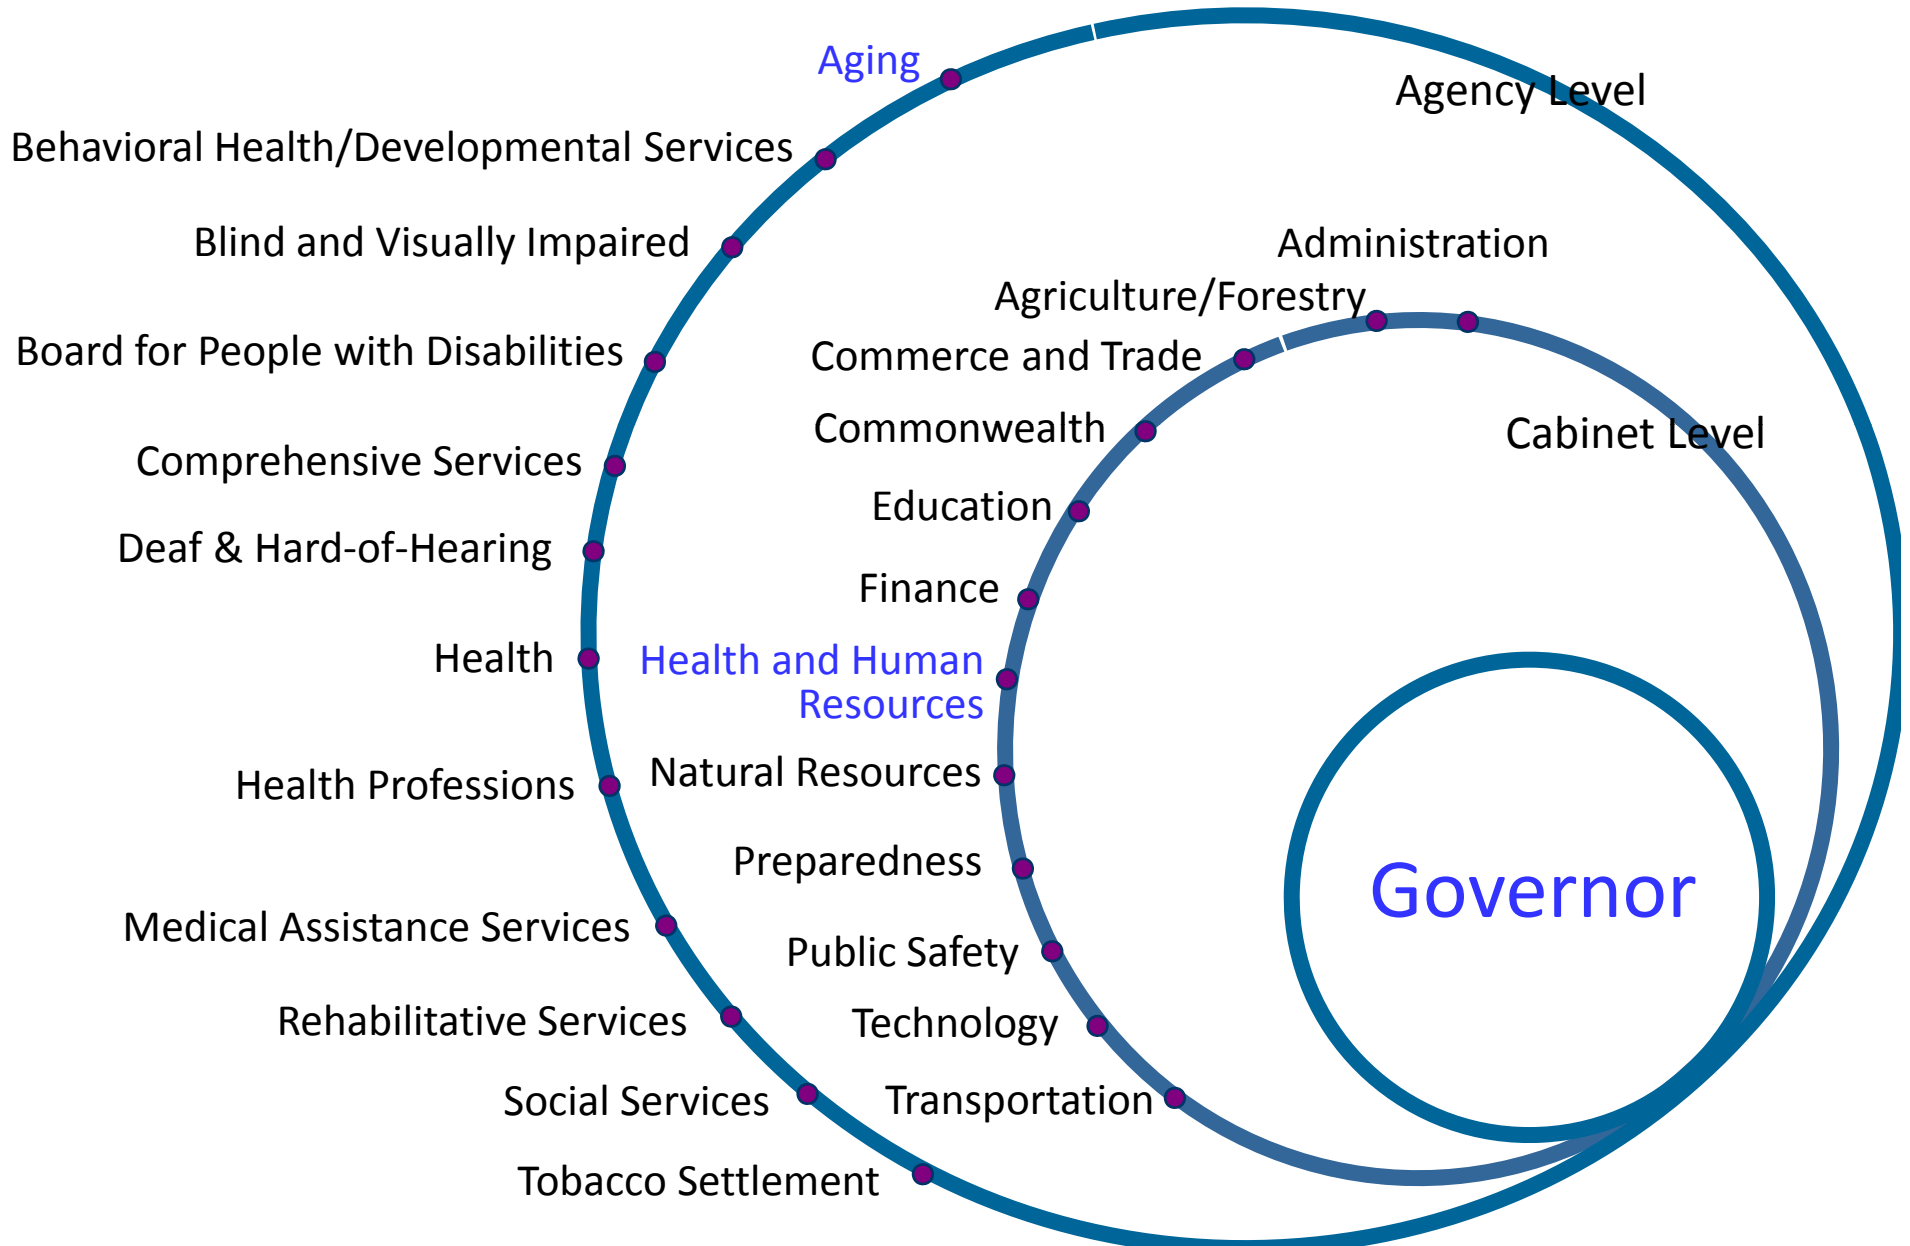 Aging
Agency Level
Behavioral Health/Developmental Services
Blind and Visually Impaired
Board for People with Disabilities
Comprehensive Services
Deaf & Hard-of-Hearing
Health
Health Professions
Medical Assistance Services
Rehabilitative Services
Social Services
Tobacco Settlement
Administration
Agriculture/Forestry
Commerce and Trade
Commonwealth
Cabinet Level
Education
Finance
Health and Human
Resources
Natural Resources
Preparedness
Public Safety
Technology
Transportation
Governor